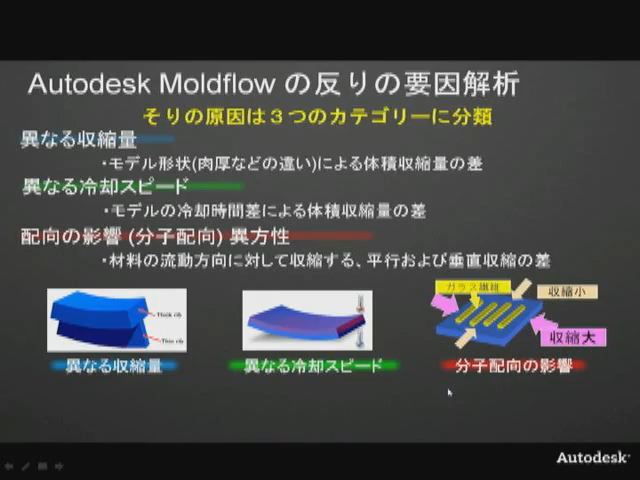 Autodesk Moldflow の反りの要因解析
そりの原因は３つのカテゴリーに分類
異なる収縮量
・モデル形状(肉厚などの違い)による体積収縮量の差
異なる冷却スピード
・モデルの冷却時間差による体積収縮量の差
配向の影響 (分子配向) 異方性
・材料の流動方向に対して収縮する、平行および垂直収縮の差
Thick rib
Thin rib
ガラス繊維
収縮小
収縮大
異なる収縮量
異なる冷却スピード
分子配向の影響
Autodesk